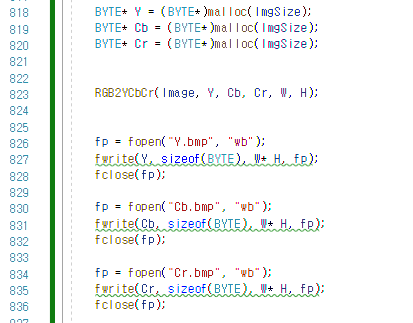 818 BYTE* Y = (BYTE*)malloc(ImgSize);
819 BYTE* Cb = (BYTE*)malloc(ImgSize);
820 BYTE* Cr = (BYTE*)malloc(ImgSize);
821
822
823 RGB2YCbCr(Image, Y, Cb, Cr, W, H);
824
825
826 fp = fopen("Y.bmp", "wb");
827 fwrite(Y, sizeof(BYTE), W* H, fp);
828 fclose(fp);
829
830 fp = fopen("Cb.bmp", "wb");
831 fwrite(Cb, sizeof(BYTE), W* H, fp);
832 fclose(fp);
833
834 fp = fopen("Cr.bmp", "wb");
835 fwrite(Cr, sizeof(BYTE), W* H, fp);
836 fclose(fp);